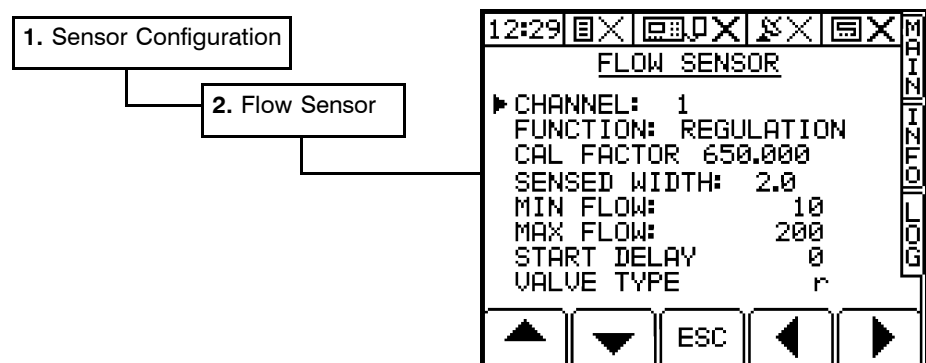 1. Sensor Configuration
2. Flow Sensor
12:29
FLOW SENSOR
CHANNEL: 1
FUNCTION: REGULATION
CAL FACTOR 650.000
SENSED WIDTH: 2.0
MIN FLOW: 10
MAX FLOW: 200
START DELAY 0
VALVE TYPE r
MAIN
INFO
LOG
ESC